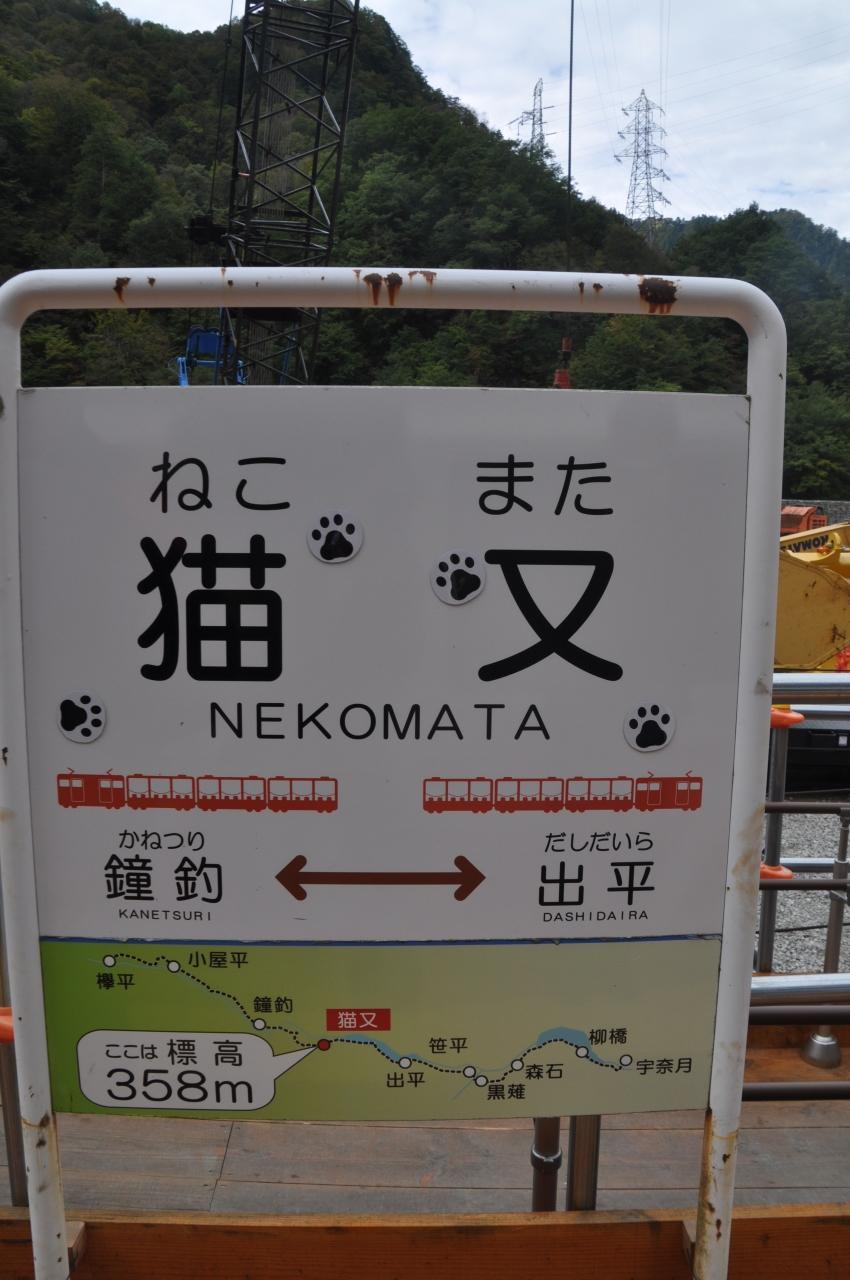 ねこ また
猫 又
NEKOMATA
かねつり だしだいら
鐘釣 出平
KANETSURI DASHIDAIRA
欅平 小屋平 鐘釣 猫又 出平 笹平 黒薙 森石 柳橋 宇奈月
ここは 標高
358m
KOMAT